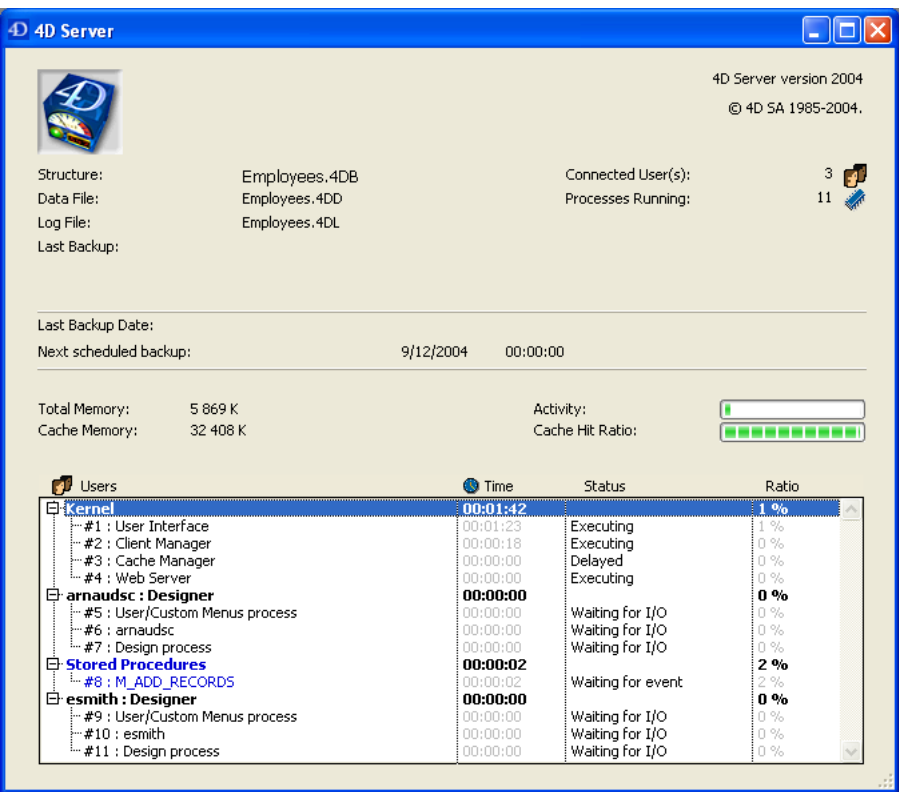 4D 4D Server
4D Server version 2004
4D
© 4D SA 1985-2004.
Structure: Employees.4DB Connected User(s): 3
Data File: Employees.4DD Processes Running: 11
Log File: Employees.4DL
Last Backup:
Last Backup Date:
Next scheduled backup: 9/12/2004 00:00:00
Total Memory: 5 869 K Activity:
Cache Memory: 32 408 K Cache Hit Ratio:
Users Time Status Ratio
Kernel 00:01:42 1 %
#1 : User Interface 00:01:23 Executing 1 %
#2 : Client Manager 00:00:18 Executing 0 %
#3 : Cache Manager 00:00:00 Delayed 0 %
#4 : Web Server 00:00:00 Executing 0 %
arnaudsc : Designer 00:00:00 0 %
#5 : User/Custom Menus process 00:00:00 Waiting for I/O 0 %
#6 : arnaudsc 00:00:00 Waiting for I/O 0 %
#7 : Design process 00:00:00 Waiting for I/O 0 %
Stored Procedures 00:00:02 2 %
#8 : M_ADD_RECORDS 00:00:02 Waiting for event 2 %
esmith : Designer 00:00:00 0 %
#9 : User/Custom Menus process 00:00:00 Waiting for I/O 0 %
#10 : esmith 00:00:00 Waiting for I/O 0 %
#11 : Design process 00:00:00 Waiting for I/O 0 %